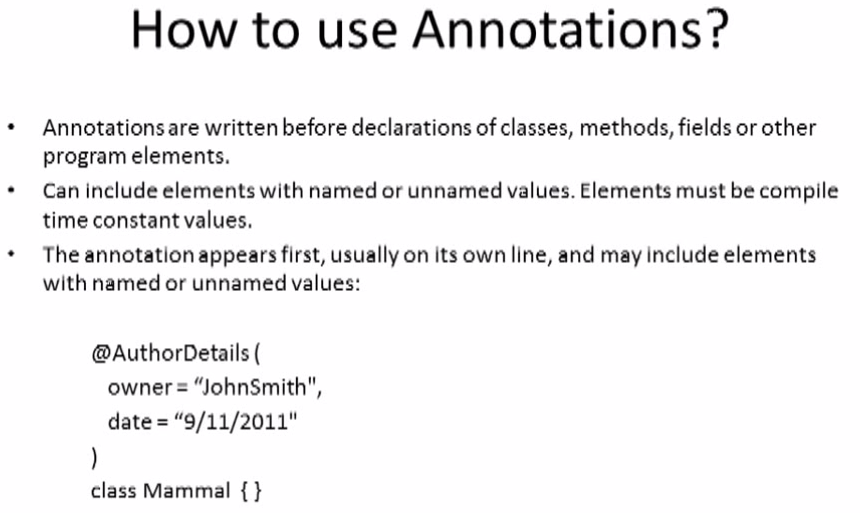 How to use Annotations?
• Annotations are written before declarations of classes, methods, fields or other
program elements.
• Can include elements with named or unnamed values. Elements must be compile
time constant values.
• The annotation appears first, usually on its own line, and may include elements
with named or unnamed values:
@AuthorDetails (
owner = “JohnSmith",
date = “9/11/2011"
)
class Mammal { }